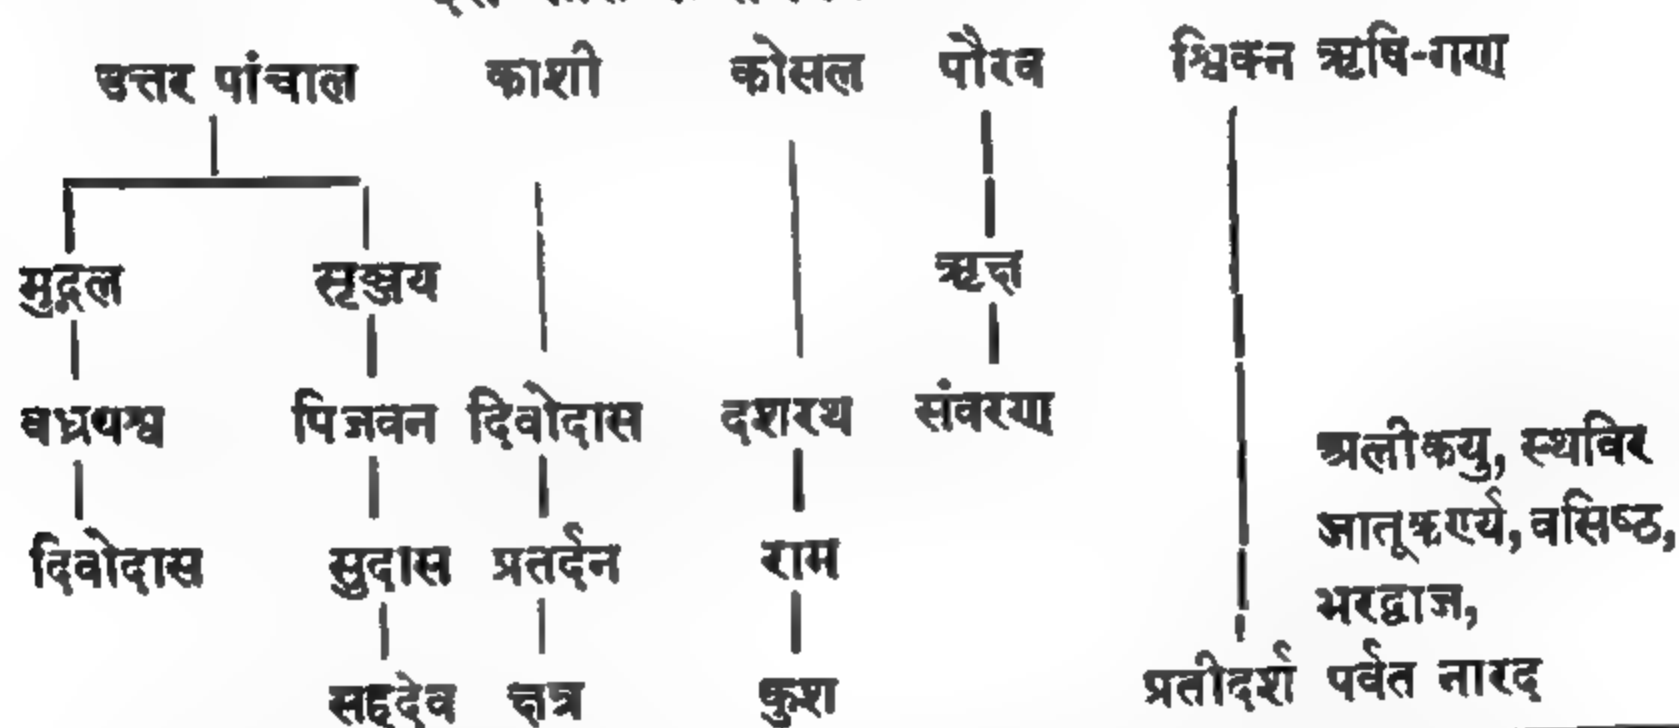 उत्तर पांचाल काशी कोसल पौरव श्विक्न ऋषि-गण
मुद्गल सृञ्जय ऋक्ष
वध्र्यश्व पिजवन दिवोदास दशरथ संवरण
अलीकयु, स्थविर
जातूकर्ण्य, वसिष्ठ,
दिवोदास सुदास प्रतर्दन राम
भरद्वाज,
प्रतीदर्श पर्वत नारद
सहदेव क्षत्र कुश